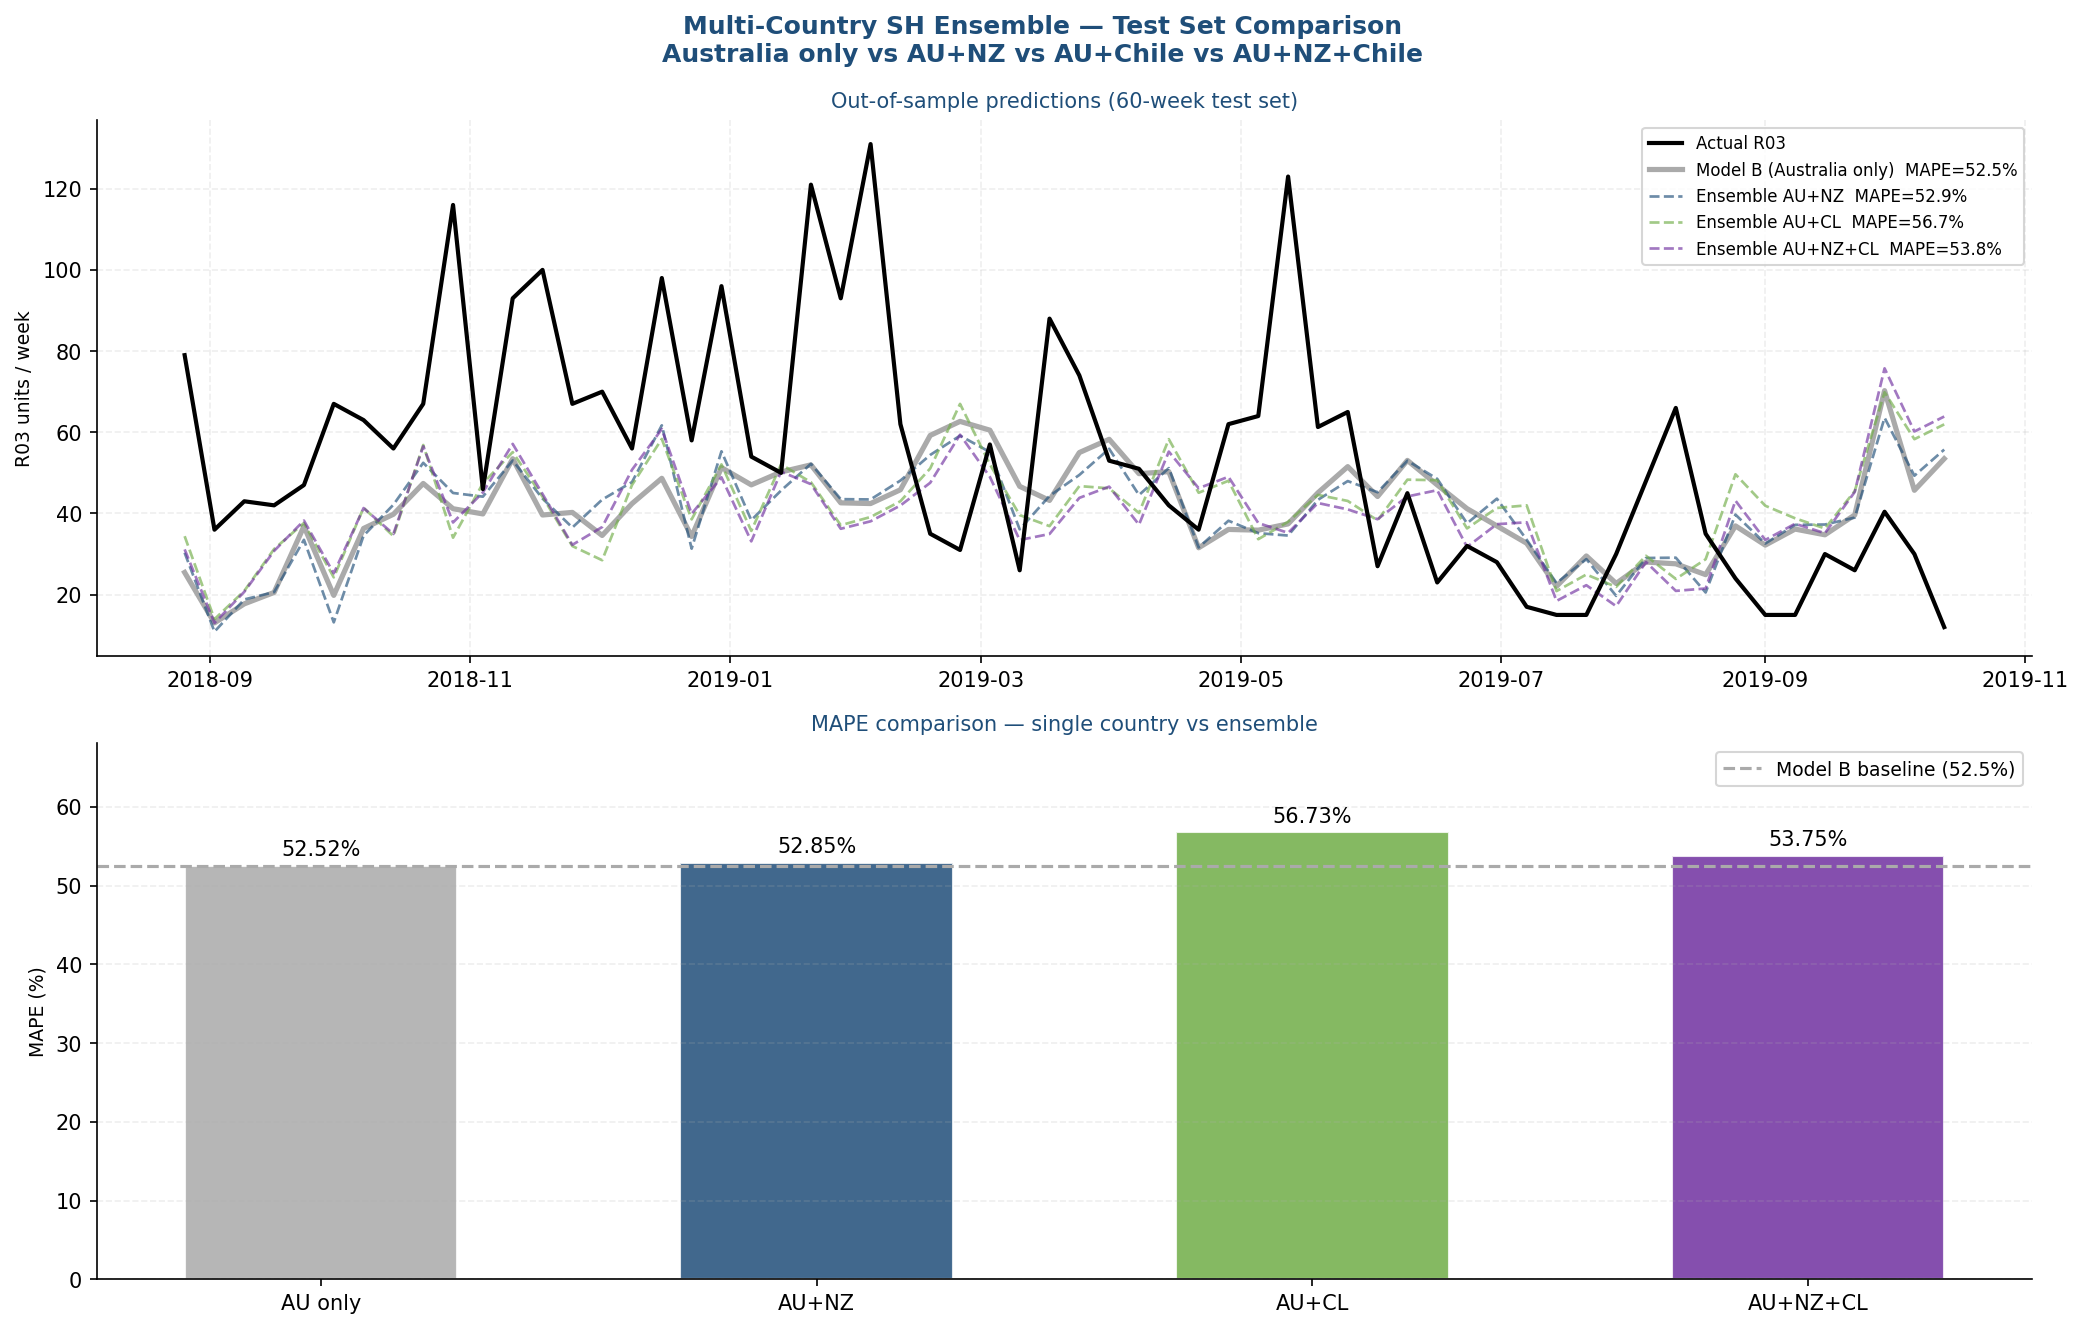 Multi-Country SH Ensemble — Test Set Comparison
Australia only vs AU+NZ vs AU+Chile vs AU+NZ+Chile
Out-of-sample predictions (60-week test set)
R03 units / week
120
100
80
60
40
20
Actual R03
Model B (Australia only)  MAPE=52.5%
Ensemble AU+NZ  MAPE=52.9%
Ensemble AU+CL  MAPE=56.7%
Ensemble AU+NZ+CL  MAPE=53.8%
2018-09 2018-11 2019-01 2019-03 2019-05 2019-07 2019-09 2019-11
MAPE comparison — single country vs ensemble
MAPE (%)
60
50
40
30
20
10
0
Model B baseline (52.5%)
52.52% 52.85% 56.73% 53.75%
AU only AU+NZ AU+CL AU+NZ+CL